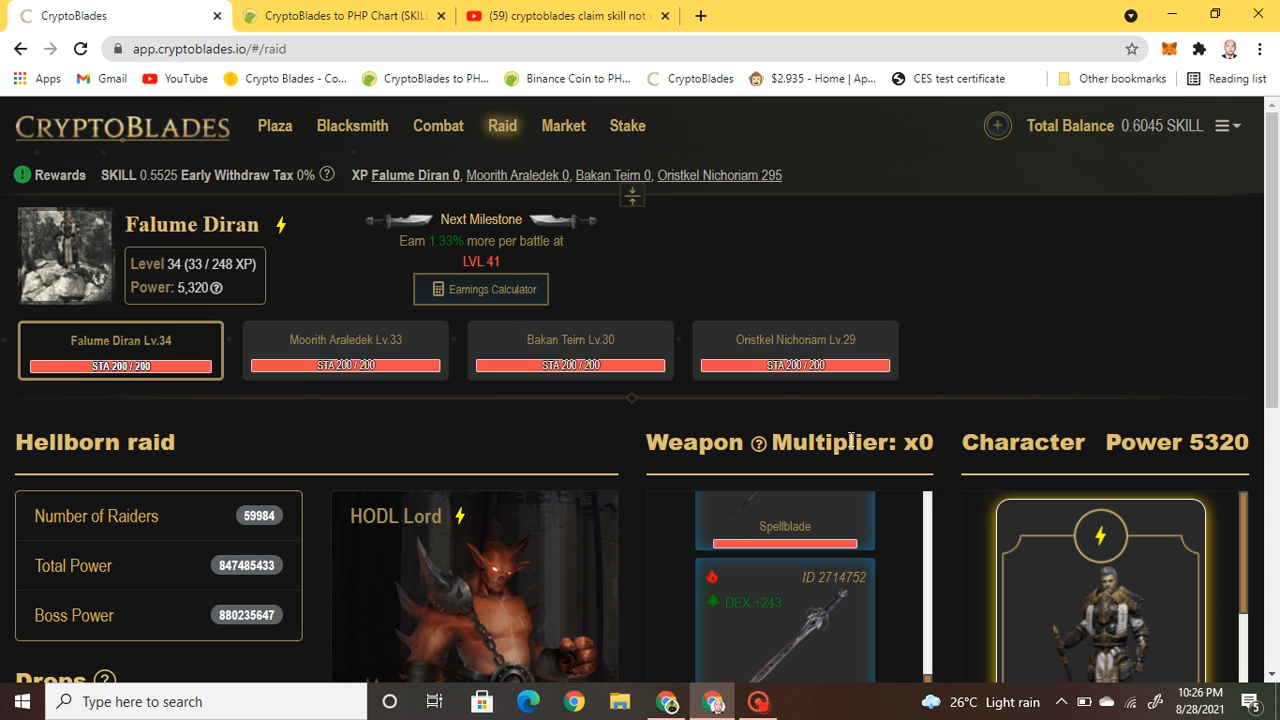 CryptoBlades
CryptoBlades to PHP Chart (SKILL
(59) cryptoblades claim skill not
app.cryptoblades.io/#/raid
Apps
Gmail
YouTube
Crypto Blades - Co...
CryptoBlades to PH...
Binance Coin to PH...
CryptoBlades
$2.935 - Home | Ap...
CES test certificate
Other bookmarks
Reading list
CRYPTOBLADES
Plaza
Blacksmith
Combat
Raid
Market
Stake
Total Balance 0.6045 SKILL
Rewards SKILL 0.5525 Early Withdraw Tax 0% ? XP Falume Diran 0, Moorith Araledek 0, Bakan Teirn 0, Oristkel Nichoriam 295
Falume Diran
Level 34 (33 / 248 XP)
Power: 5,320 ?
Next Milestone
Earn 1.33% more per battle at
LVL 41
Earnings Calculator
Falume Diran Lv.34
STA 200 / 200
Moorith Araledek Lv.33
STA 200 / 200
Bakan Teirn Lv.30
STA 200 / 200
Oristkel Nichoriam Lv.29
STA 200 / 200
Hellborn raid
Weapon ? Multiplier: x0
Character Power 5320
Number of Raiders 59984
Total Power 847485433
Boss Power 880235647
Drops ?
HODL Lord
Spellblade
ID 2714752
DEX +243
Type here to search
26°C Light rain
10:26 PM
8/28/2021
5